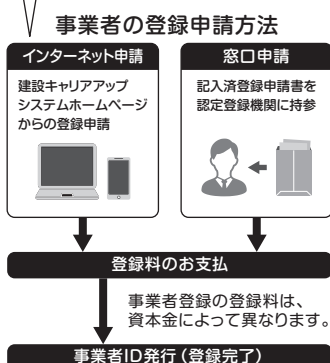 事業者の登録申請方法
インターネット申請
建設キャリアアップ
システムホームページ
からの登録申請
窓口申請
記入済登録申請書を
認定登録機関に持参
登録料のお支払
事業者登録の登録料は、
資本金によって異なります。
事業者ID発行(登録完了)